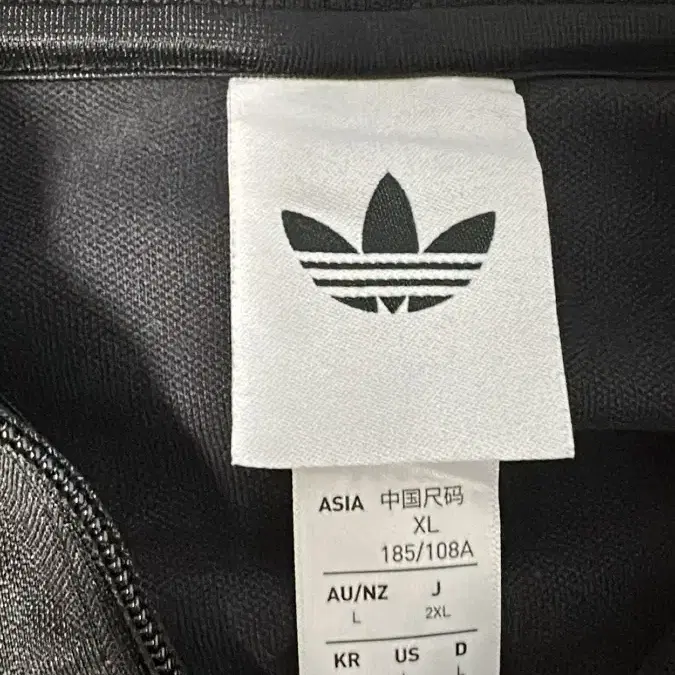 ASIA 中国尺码
XL
185/108A
AU/NZ J
L 2XL
KR US D